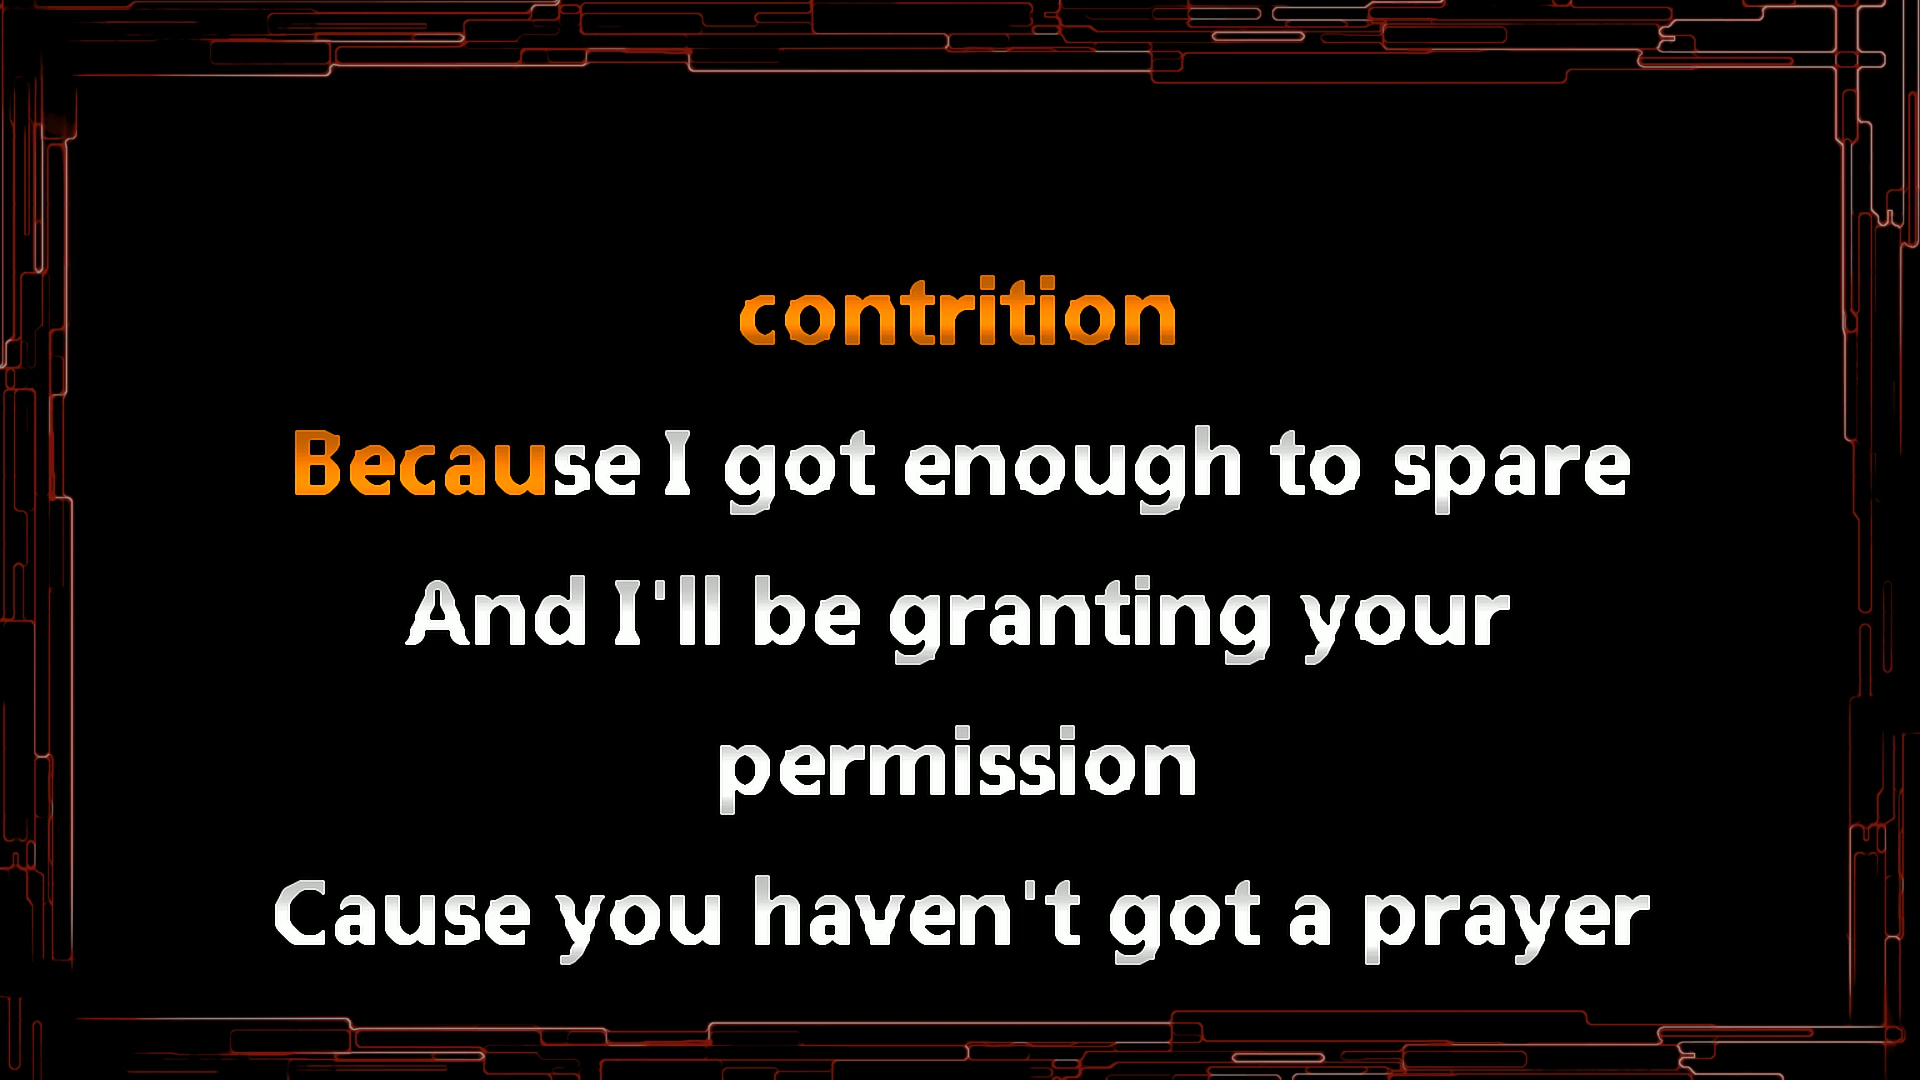 contrition
Because I got enough to spare
And I'll be granting your
permission
Cause you haven't got a prayer